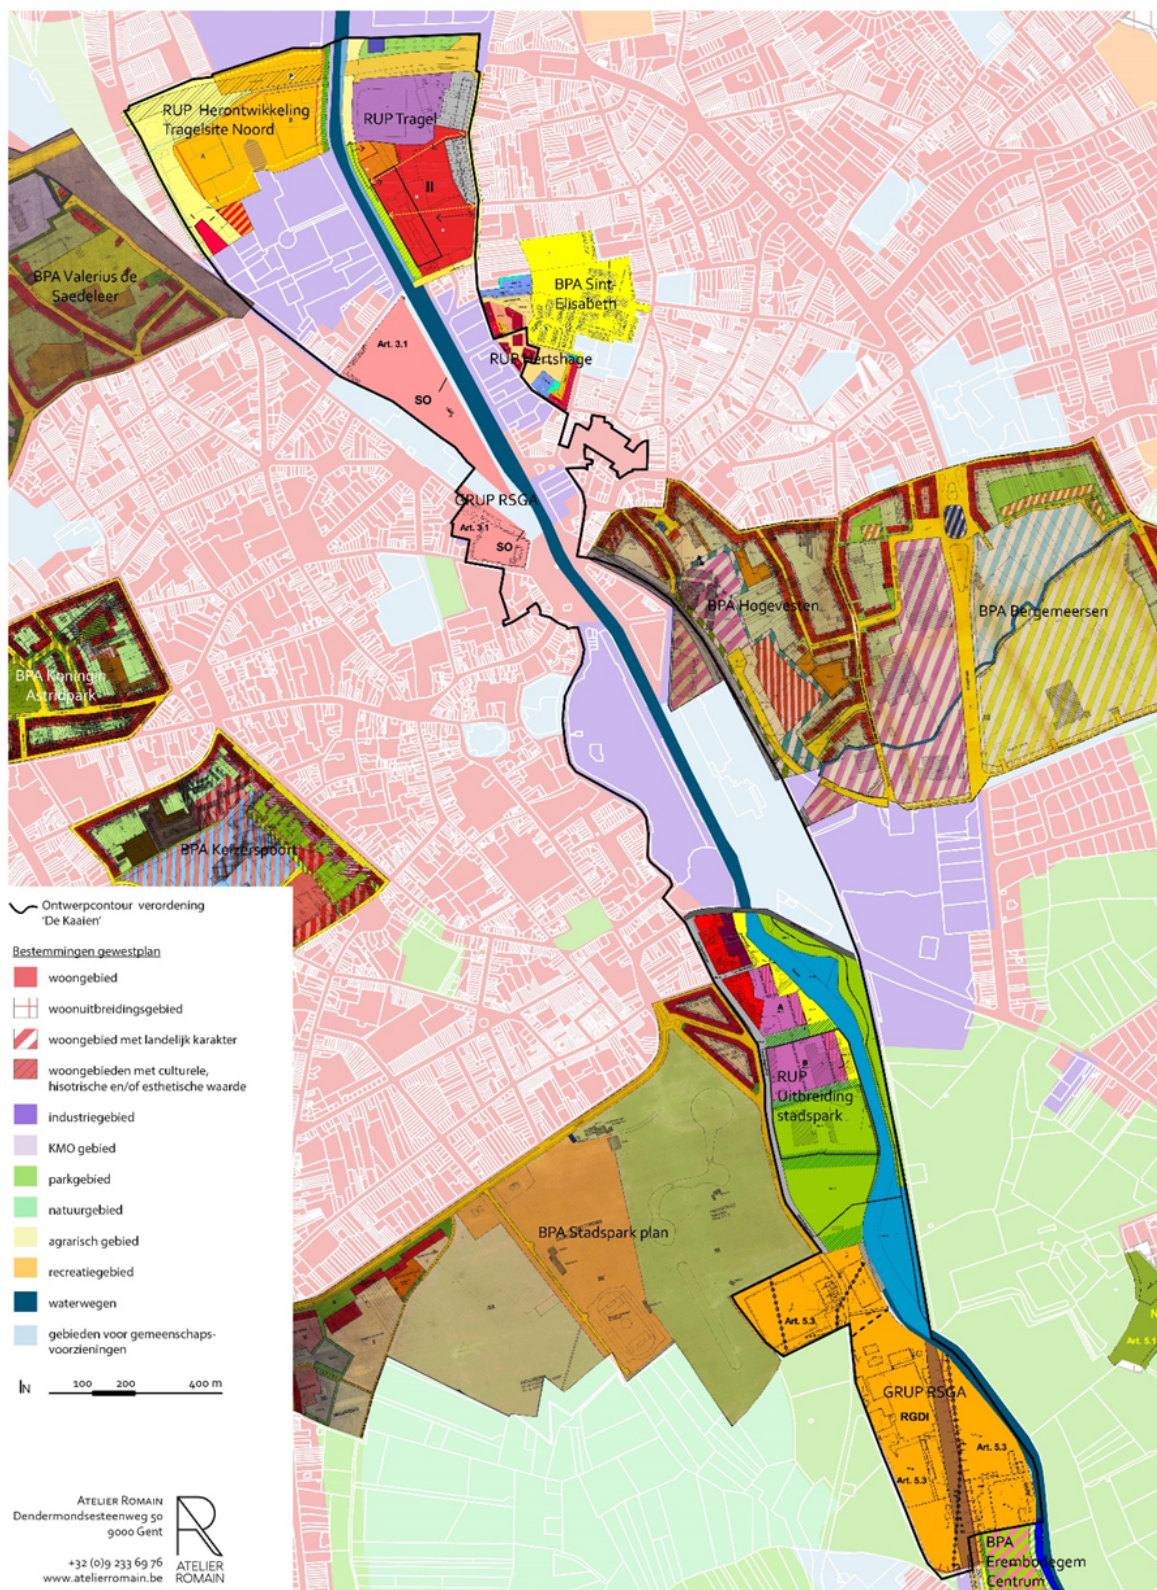 RUP Herontwikkeling
Tragelsite Noord
RUP Tragel
II
BPA Valerius de
Saedeleer
BPA Sint-
Elisabeth
RUP Hertshage
Art. 3.1
SO
GRUP RSGA
Art. 3.1
SO
BPA Hogevesten
BPA Bergemeersen
BPA Koningin
Astridpark
BPA Keizerspoort
Ontwerpcontour verordening
'De Kaaien'
Bestemmingen gewestplan
woongebied
woonuitbreidingsgebied
woongebied met landelijk karakter
woongebieden met culturele,
hisotrische en/of esthetische waarde
industriegebied
KMO gebied
parkgebied
natuurgebied
agrarisch gebied
recreatiegebied
waterwegen
gebieden voor gemeenschaps-
voorzieningen
N
100 200 400 m
RUP
Uitbreiding
stadspark
BPA Stadspark plan
Art. 5.3
GRUP RSGA
RGDI
Art. 5.3
Art. 5.3
N
Art. 5.1
BPA
Erembodegem
Centrum
ATELIER ROMAIN
Dendermondsesteenweg 50
9000 Gent
+32 (0)9 233 69 76
www.atelierromain.be
R
ATELIER
ROMAIN